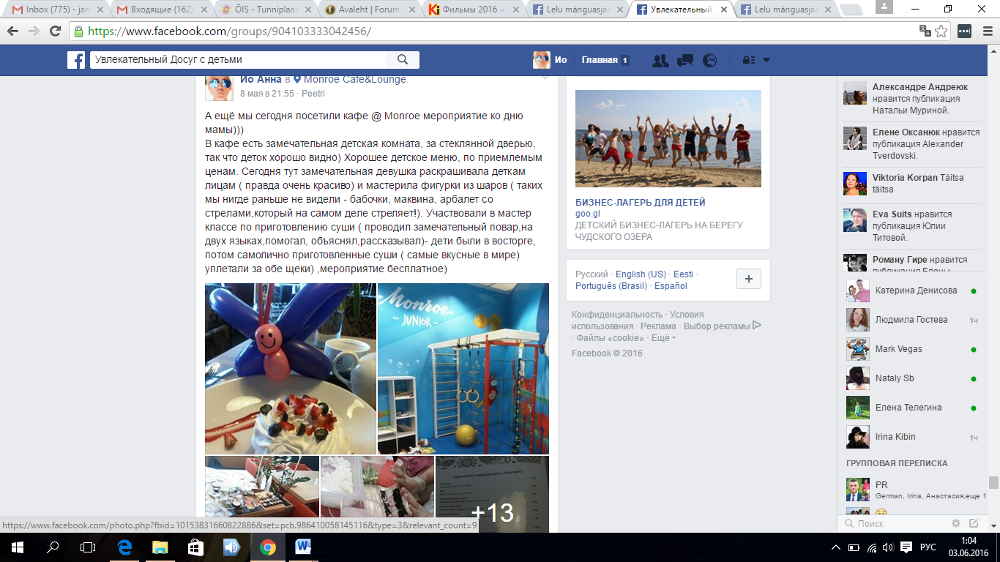 Inbox (775) - jan
Входящие (162)
ÕIS - Tunniplaan
Avaleht | Forum
Фильмы 2016 »
Lelu mänguasjad
Увлекательный
Lelu mänguasjad
https://www.facebook.com/groups/904103333042456/
Увлекательный Досуг с детьми
Ио
Главная 1
Ио Анна в Monroe Cafe&Lounge.
8 мая в 21:55 · Peetri
А ещё мы сегодня посетили кафе @ Monroe мероприятие ко дню
мамы)))
В кафе есть замечательная детская комната, за стеклянной дверью,
так что деток хорошо видно) Хорошее детское меню, по приемлемым
ценам. Сегодня тут замечательная девушка раскрашивала деткам
лицам ( правда очень красиво) и мастерила фигурки из шаров ( таких
мы нигде раньше не видели - бабочки, маквина, арбалет со
стрелами,который на самом деле стреляет!). Участвовали в мастер
классе по приготовлению суши ( проводил замечательный повар,на
двух языках,помогал, объяснял,рассказывал)- дети были в восторге,
потом самолично приготовленные суши ( самые вкусные в мире)
уплетали за обе щеки) ,мероприятие бесплатное)
Monroe
JUNIOR
+13
БИЗНЕС-ЛАГЕРЬ ДЛЯ ДЕТЕЙ
goo.gl
ДЕТСКИЙ БИЗНЕС-ЛАГЕРЬ НА БЕРЕГУ
ЧУДСКОГО ОЗЕРА
Русский · English (US) · Eesti ·
Português (Brasil) · Español
Конфиденциальность · Условия
использования · Реклама · Выбор рекламы
· Файлы «cookie» · Ещё
Facebook © 2016
Александре Андреюк
нравится публикация
Натальи Муриной.
Елене Оксанюк нравится
публикация Alexander
Tverdovski.
Viktoria Korpan Täitsa
täitsa
Eva Suits нравится
публикация Юлии
Титовой.
Роману Гире нравится
публикация Елены
Катерина Денисова
Людмила Гостева 1ч
Mark Vegas
Nataly Sb
Елена Телегина
Irina Kibin 1ч
ГРУППОВАЯ ПЕРЕПИСКА
PR
German, Irina, Анастасия,еще 1
Поиск
https://www.facebook.com/photo.php?fbid=10153831660822886&set=pcb.986410058145116&type=3&relevant_count=9
РУС
1:04
03.06.2016